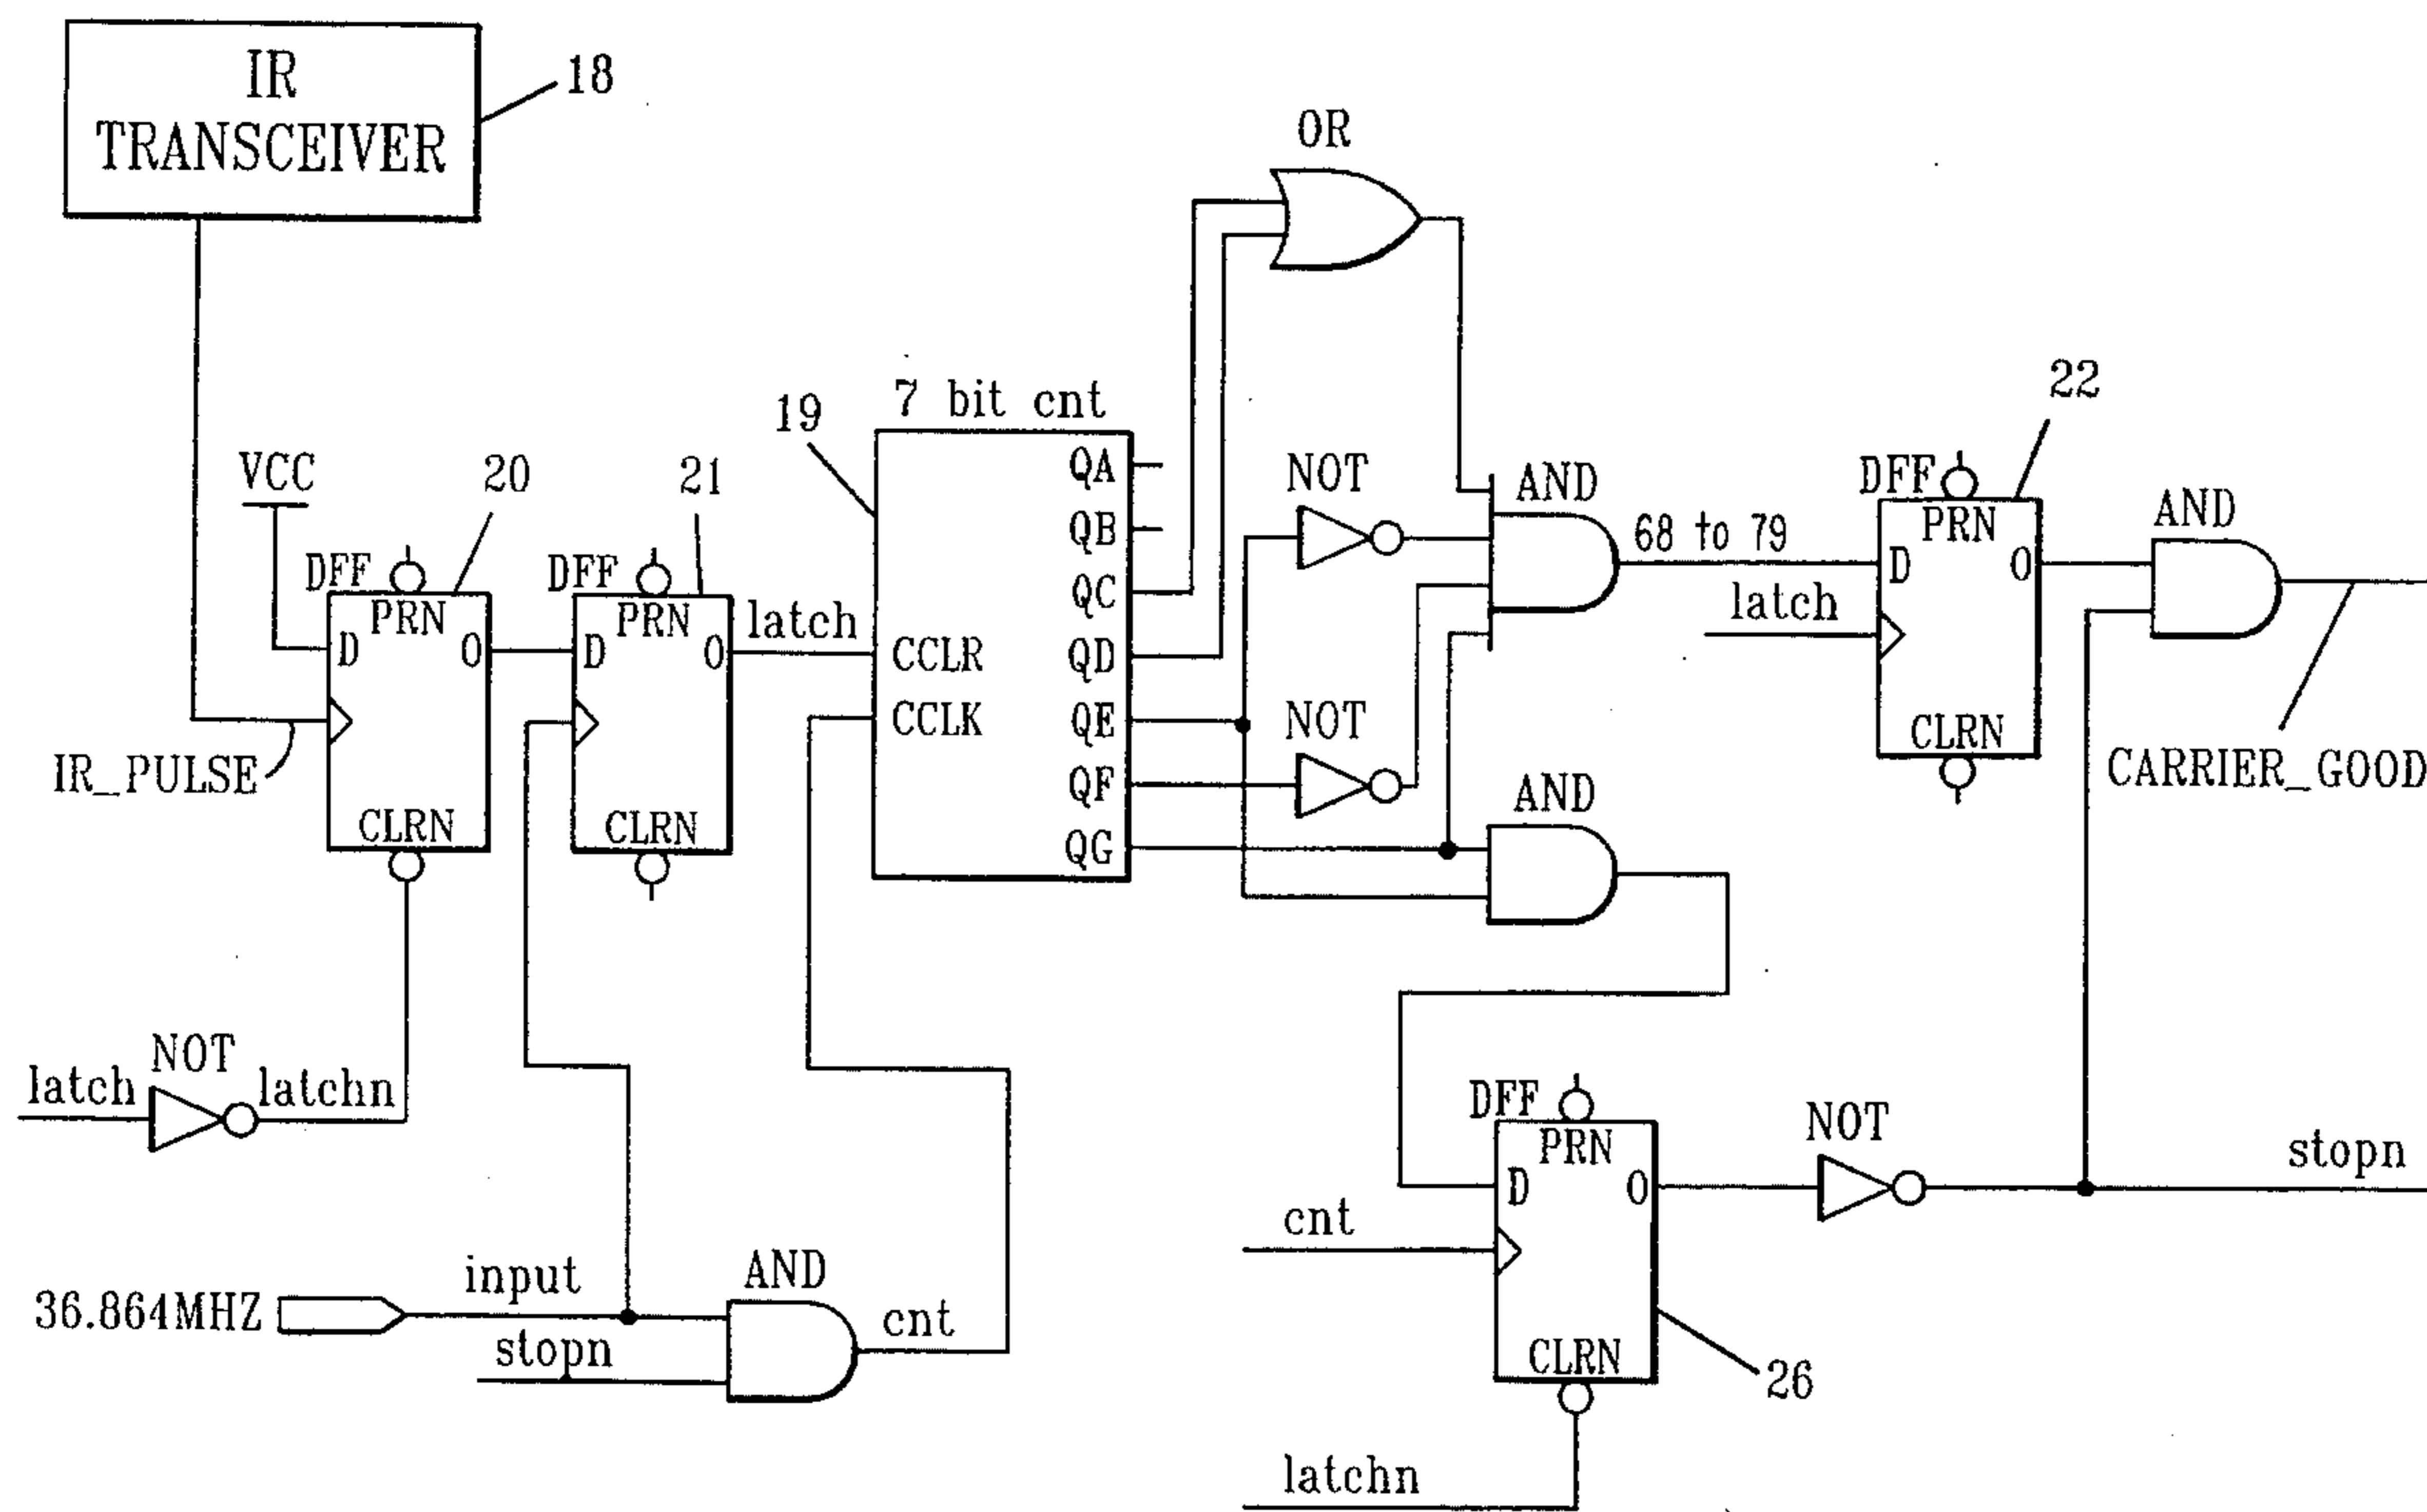 IR
TRANSCEIVER
18
OR
7 bit cnt
19
22
VCC
20
21
QA
QB
QC
QD
QE
QF
QG
CCLR
CCLK
NOT
AND
68 to 79
DFF
PRN
D
O
CLRN
latch
AND
CARRIER_GOOD
DFF
PRN
D
O
CLRN
DFF
PRN
D
O
CLRN
latch
IR_PULSE
NOT
AND
latch
NOT
latchn
DFF
PRN
D
O
CLRN
NOT
stopn
cnt
26
36.864MHZ
input
stopn
AND
cnt
latchn